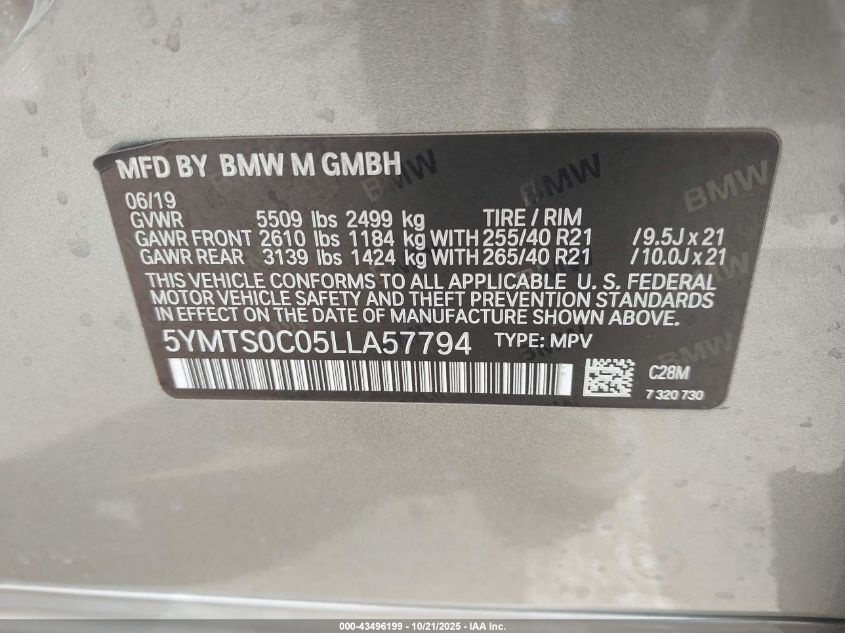 MFD BY BMW M GMBH
06/19
GVWR 5509 lbs 2499 kg TIRE / RIM
GAWR FRONT 2610 lbs 1184 kg WITH 255/40 R21 /9.5J x 21
GAWR REAR 3139 lbs 1424 kg WITH 265/40 R21 /10.0J x 21
THIS VEHICLE CONFORMS TO ALL APPLICABLE U. S. FEDERAL
MOTOR VEHICLE SAFETY AND THEFT PREVENTION STANDARDS
IN EFFECT ON THE DATE OF MANUFACTURE SHOWN ABOVE.
5YMTS0C05LLA57794 TYPE: MPV
C28M
7 320 730
BMW
BMW
BMW
000-43496199 - 10/21/2025 - IAA Inc.